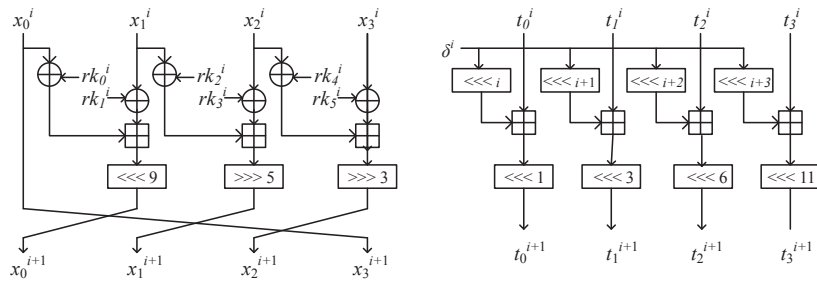 x₀ⁱ x₁ⁱ x₂ⁱ x₃ⁱ
rk₀ⁱ rk₂ⁱ rk₄ⁱ
rk₁ⁱ rk₃ⁱ rk₅ⁱ
<<< 9 >>> 5 >>> 3
x₀ⁱ⁺¹ x₁ⁱ⁺¹ x₂ⁱ⁺¹ x₃ⁱ⁺¹
t₀ⁱ t₁ⁱ t₂ⁱ t₃ⁱ
δⁱ
<<< i <<< i+1 <<< i+2 <<< i+3
<<< 1 <<< 3 <<< 6 <<< 11
t₀ⁱ⁺¹ t₁ⁱ⁺¹ t₂ⁱ⁺¹ t₃ⁱ⁺¹